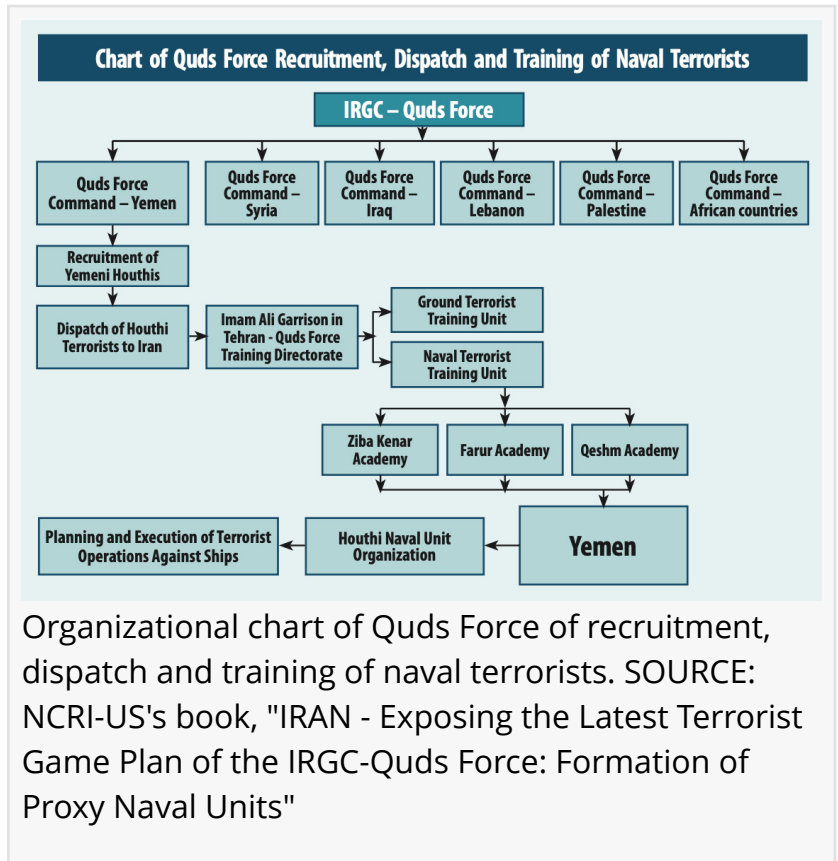 Chart of Quds Force Recruitment, Dispatch and Training of Naval Terrorists
IRGC – Quds Force
Quds Force
Command – Yemen
Quds Force
Command –
Syria
Quds Force
Command –
Iraq
Quds Force
Command –
Lebanon
Quds Force
Command –
Palestine
Quds Force
Command –
African countries
Recruitment of
Yemeni Houthis
Dispatch of Houthi
Terrorists to Iran
Imam Ali Garrison in
Tehran - Quds Force
Training Directorate
Ground Terrorist
Training Unit
Naval Terrorist
Training Unit
Ziba Kenar
Academy
Farur Academy
Qeshm Academy
Yemen
Houthi Naval Unit
Organization
Planning and Execution of Terrorist
Operations Against Ships
Organizational chart of Quds Force of recruitment,
dispatch and training of naval terrorists. SOURCE:
NCRI-US's book, "IRAN - Exposing the Latest Terrorist
Game Plan of the IRGC-Quds Force: Formation of
Proxy Naval Units"